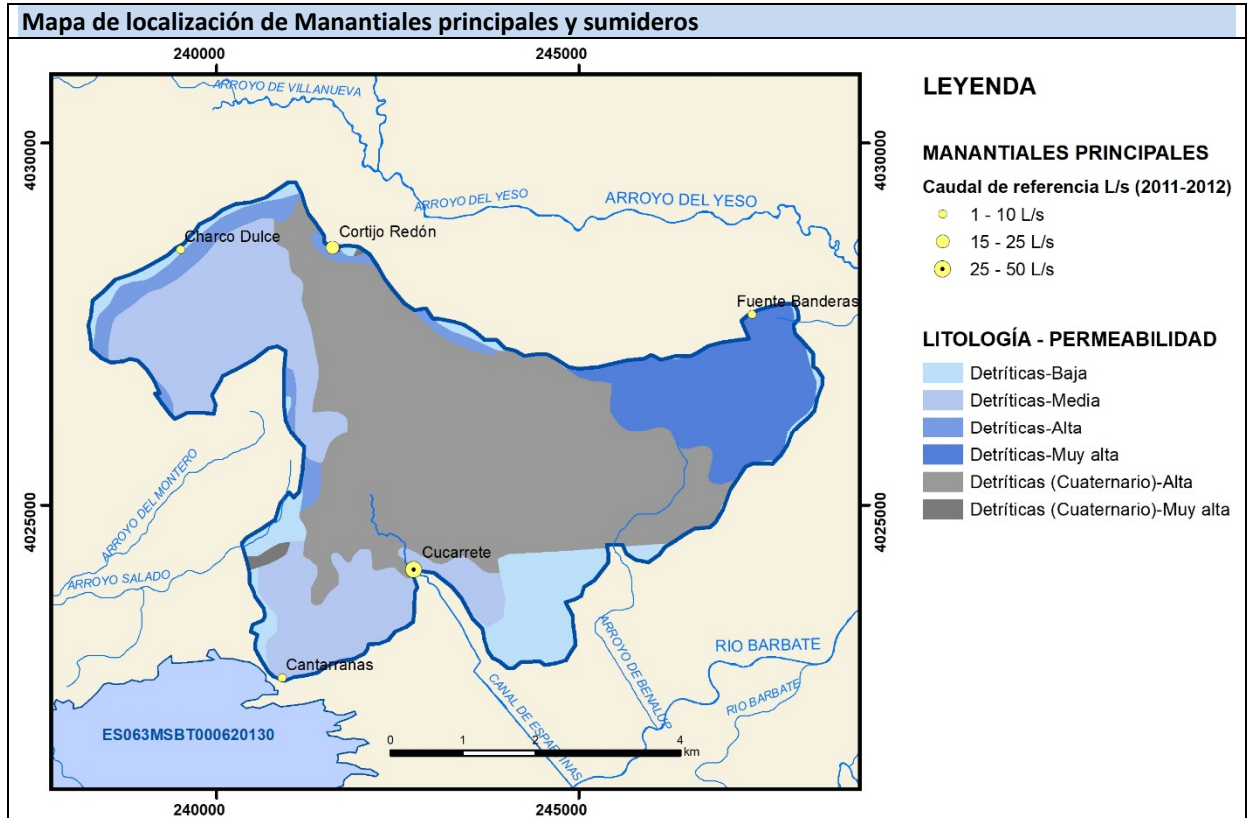 Mapa de localización de Manantiales principales y sumideros
240000
245000
ARROYO DE VILLANUEVA
4030000
4030000
ARROYO DEL YESO
ARROYO DEL YESO
Charco Dulce
Cortijo Redón
Fuente Banderas
4025000
4025000
ARROYO DEL MONTERO
ARROYO SALADO
Cucarrete
Cantarranas
ARROYO DE BENALUP
RIO BARBATE
RIO BARBATE
CANAL DE ESPARTINAS
ES063MSBT000620130
0 1 2 4
km
240000
245000
LEYENDA
MANANTIALES PRINCIPALES
Caudal de referencia L/s (2011-2012)
1 - 10 L/s
15 - 25 L/s
25 - 50 L/s
LITOLOGÍA - PERMEABILIDAD
Detríticas-Baja
Detríticas-Media
Detríticas-Alta
Detríticas-Muy alta
Detríticas (Cuaternario)-Alta
Detríticas (Cuaternario)-Muy alta